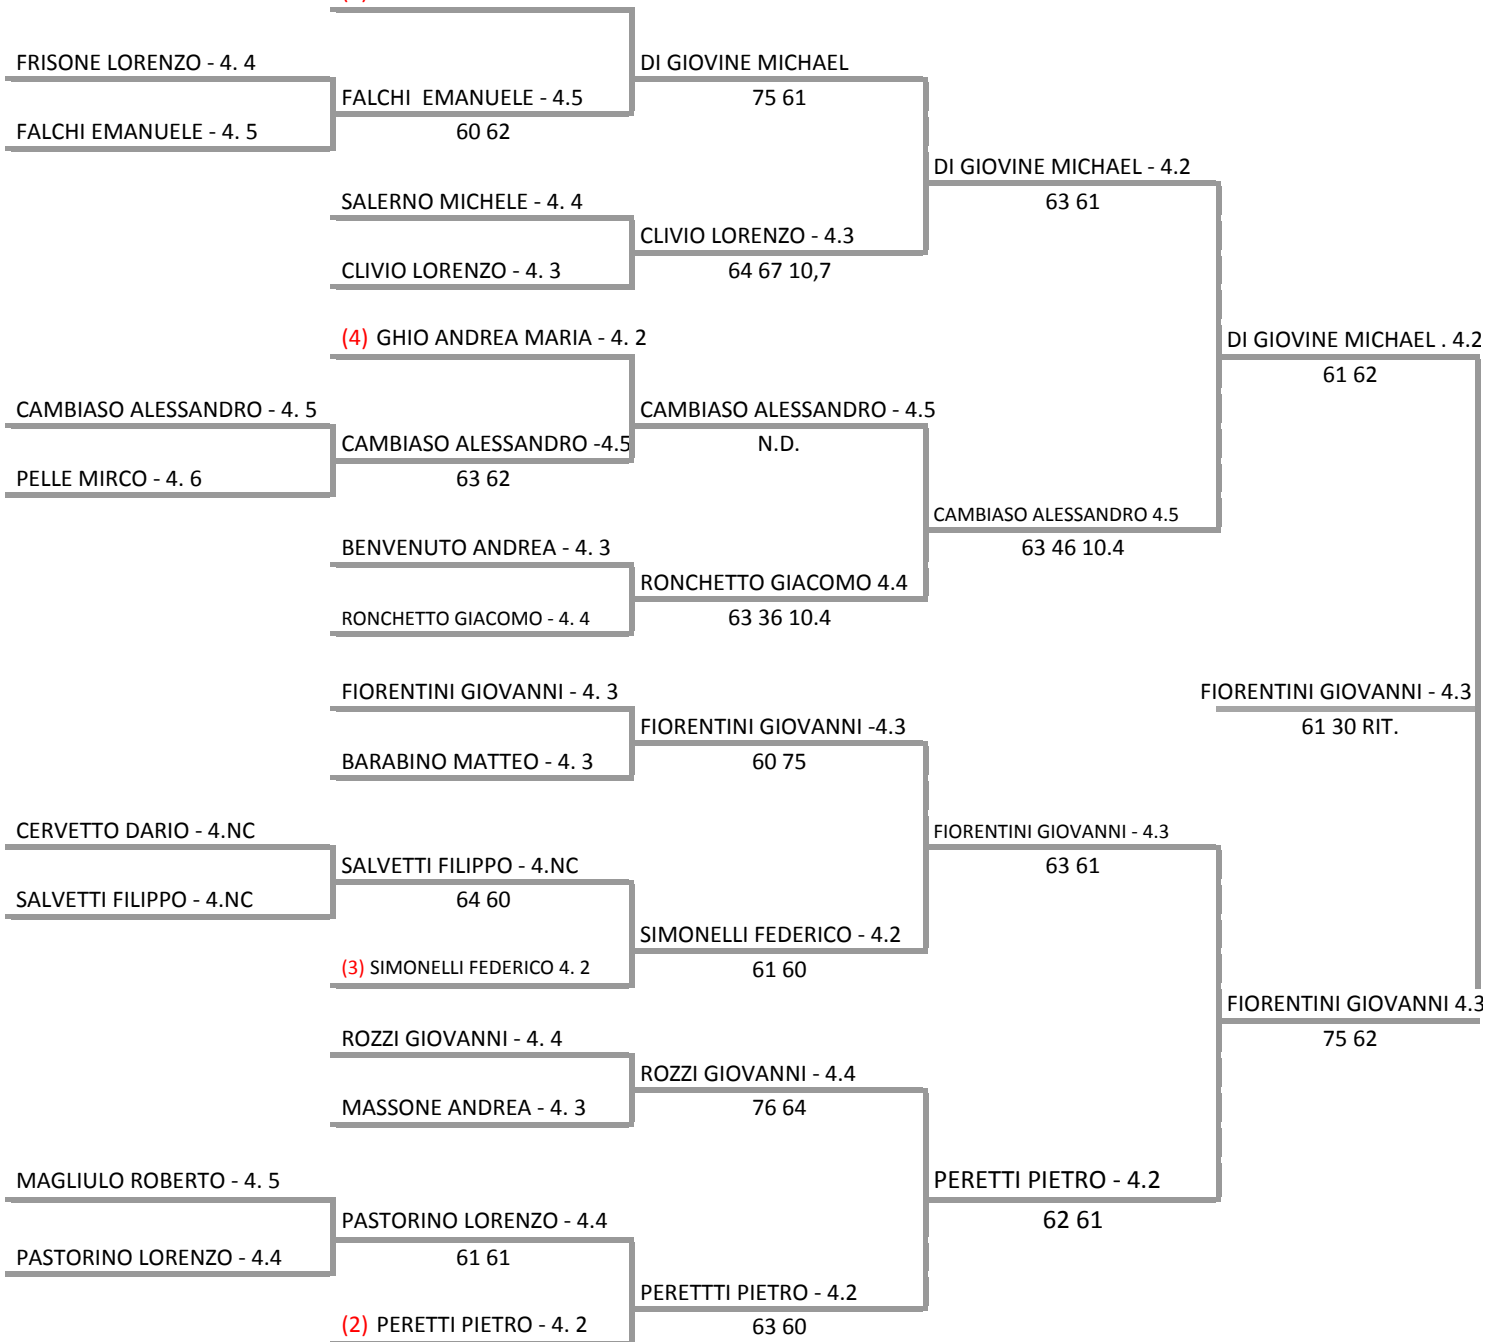 FRISONE LORENZO - 4. 4
DI GIOVINE MICHAEL
FALCHI  EMANUELE - 4.5
75 61
FALCHI EMANUELE - 4. 5
60 62
DI GIOVINE MICHAEL - 4.2
SALERNO MICHELE - 4. 4
63 61
CLIVIO LORENZO - 4.3
CLIVIO LORENZO - 4. 3
64 67 10,7
(4) GHIO ANDREA MARIA - 4. 2
DI GIOVINE MICHAEL . 4.2
61 62
CAMBIASO ALESSANDRO - 4. 5
CAMBIASO ALESSANDRO - 4.5
CAMBIASO ALESSANDRO -4.5
N.D.
PELLE MIRCO - 4. 6
63 62
CAMBIASO ALESSANDRO 4.5
BENVENUTO ANDREA - 4. 3
63 46 10.4
RONCHETTO GIACOMO 4.4
RONCHETTO GIACOMO - 4. 4
63 36 10.4
FIORENTINI GIOVANNI - 4. 3
FIORENTINI GIOVANNI - 4.3
FIORENTINI GIOVANNI -4.3
61 30 RIT.
BARABINO MATTEO - 4. 3
60 75
CERVETTO DARIO - 4.NC
FIORENTINI GIOVANNI - 4.3
SALVETTI FILIPPO - 4.NC
63 61
SALVETTI FILIPPO - 4.NC
64 60
SIMONELLI FEDERICO - 4.2
(3) SIMONELLI FEDERICO 4. 2
61 60
FIORENTINI GIOVANNI 4.3
ROZZI GIOVANNI - 4. 4
75 62
ROZZI GIOVANNI - 4.4
MASSONE ANDREA - 4. 3
76 64
MAGLIULO ROBERTO - 4. 5
PERETTI PIETRO - 4.2
PASTORINO LORENZO - 4.4
62 61
PASTORINO LORENZO - 4.4
61 61
PERETTTI PIETRO - 4.2
(2) PERETTI PIETRO - 4. 2
63 60